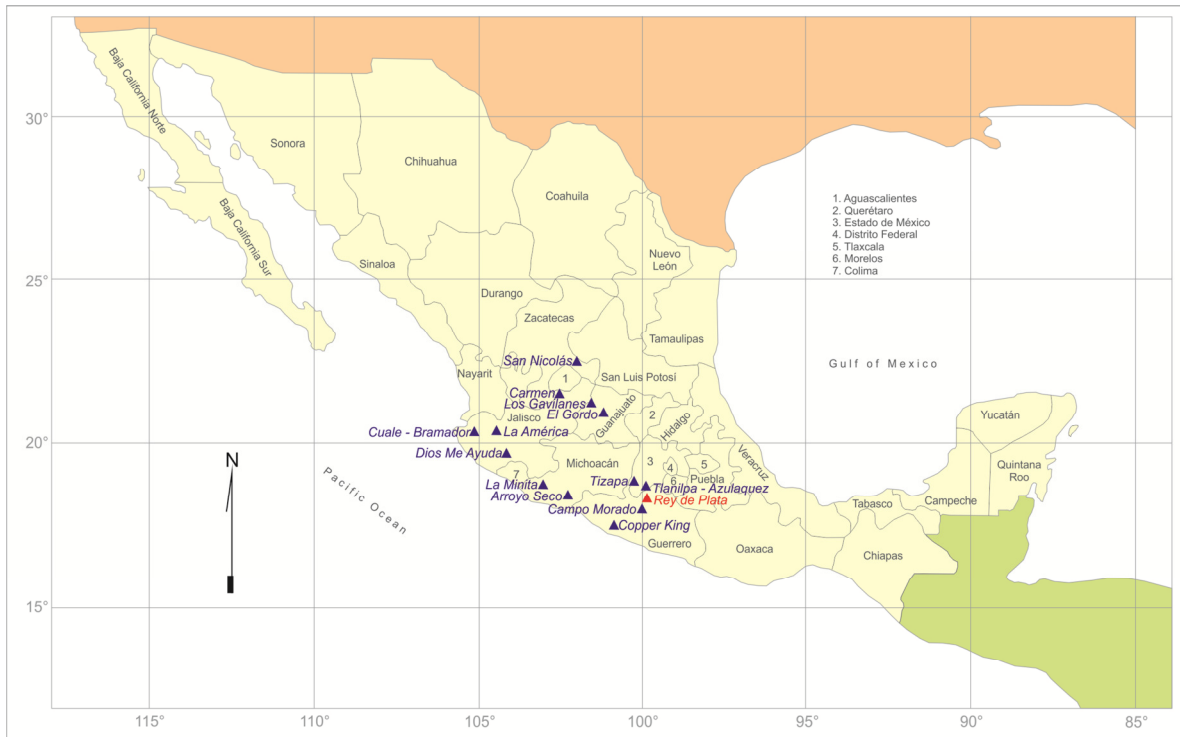 30°
25°
20°
15°
115°
110°
105°
100°
95°
90°
85°
Baja California Norte
Baja California Sur
Sonora
Chihuahua
Coahuila
Nuevo
León
Sinaloa
Durango
Zacatecas
Tamaulipas
1. Aguascalientes
2. Querétaro
3. Estado de México
4. Distrito Federal
5. Tlaxcala
6. Morelos
7. Colima
Gulf of Mexico
San Nicolás
Nayarit
1
San Luis Potosí
Carmen
Los Gavilanes
El Gordo
Jalisco
Guanajuato
2
Hidalgo
Cuale - Bramador
La América
Dios Me Ayuda
Michoacán
3
4
5
Veracruz
7
6
Puebla
La Minita
Arroyo Seco
Tizapa
Tlanilpa - Azulaquez
Rey de Plata
Campo Morado
Copper King
Guerrero
Oaxaca
Tabasco
Chiapas
Campeche
Yucatán
Quintana
Roo
N
Pacific Ocean